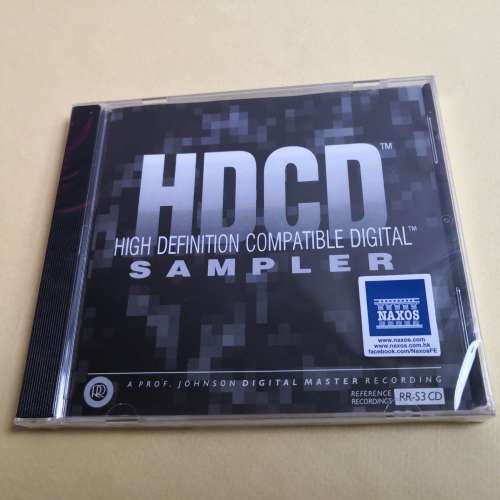 HDCD™
HIGH DEFINITION COMPATIBLE DIGITAL™
SAMPLER
NAXOS
www.naxos.com
www.naxos.com.hk
facebook.com/NaxosFE
A PROF. JOHNSON DIGITAL MASTER RECORDING
REFERENCE
RECORDINGS
RR-S3 CD